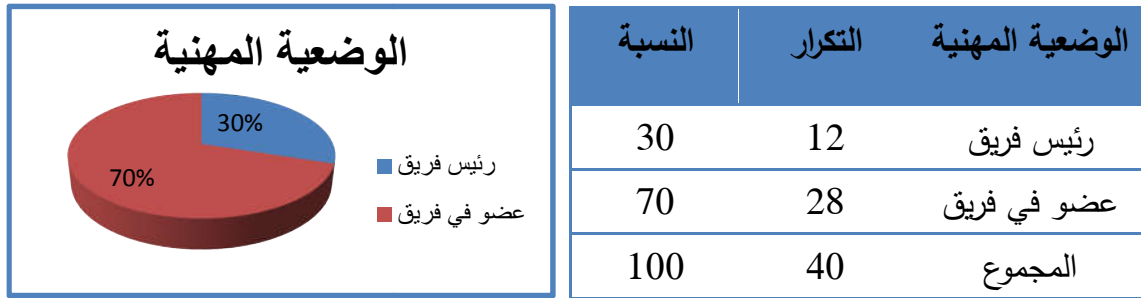 الوضعية المهنية
30%
70%
رئيس فريق
عضو في فريق
الوضعية المهنية التكرار النسبة
رئيس فريق 12 30
عضو في فريق 28 70
المجموع 40 100